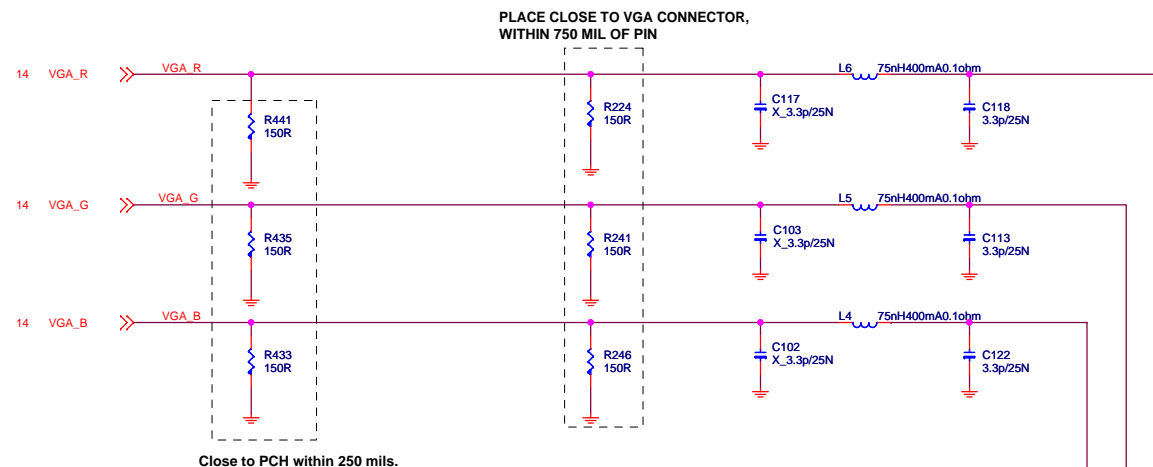 PLACE CLOSE TO VGA CONNECTOR,
WITHIN 750 MIL OF PIN
14 VGA_R VGA_R L6 75nH400mA0.1ohm
R441
150R
R224
150R
C117
X_3.3p/25N
C118
3.3p/25N
14 VGA_G VGA_G L5 75nH400mA0.1ohm
R435
150R
R241
150R
C103
X_3.3p/25N
C113
3.3p/25N
14 VGA_B VGA_B L4 75nH400mA0.1ohm
R433
150R
R246
150R
C102
X_3.3p/25N
C122
3.3p/25N
Close to PCH within 250 mils.